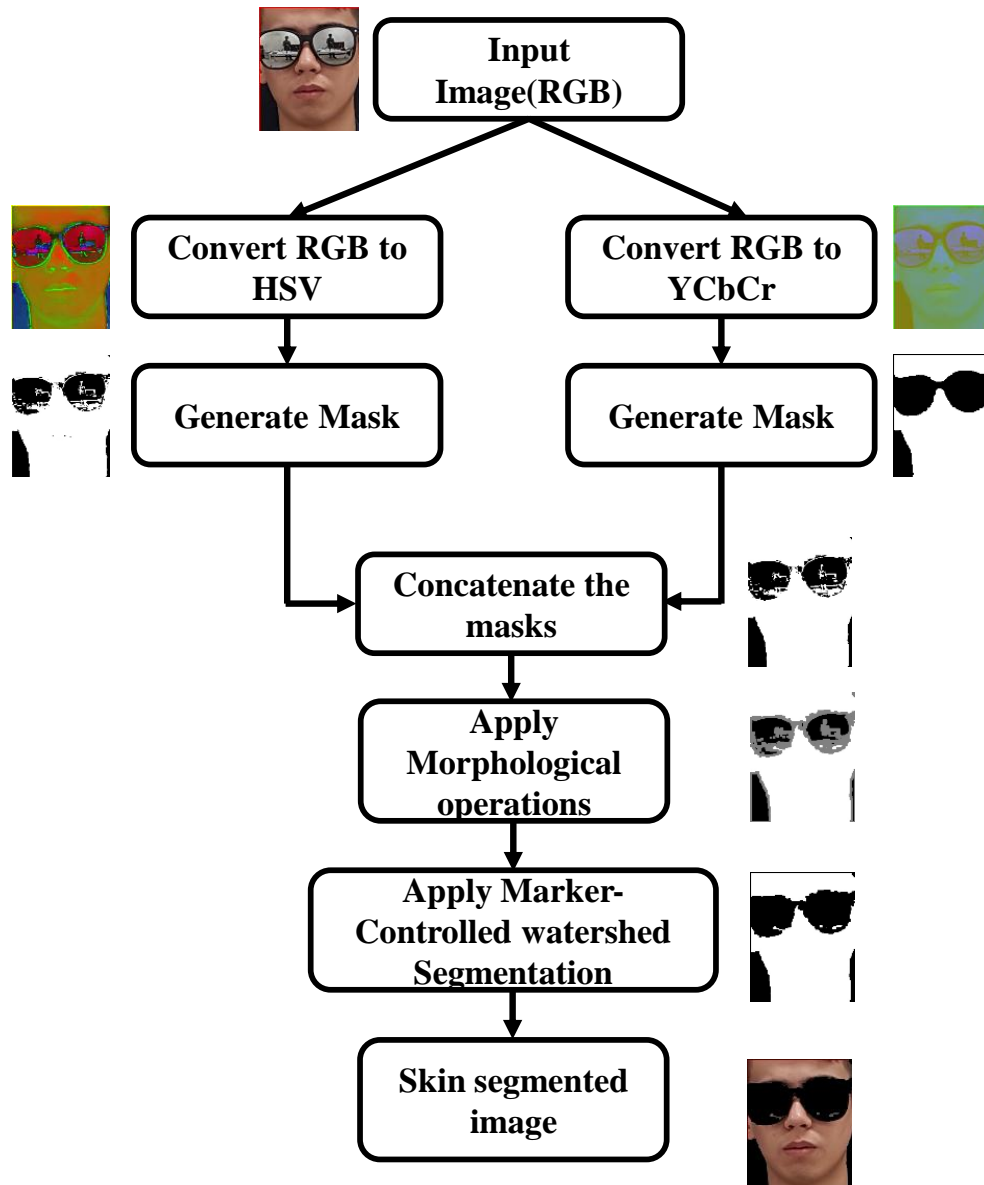 Input
Image(RGB)
Convert RGB to
HSV
Convert RGB to
YCbCr
Generate Mask
Generate Mask
Concatenate the
masks
Apply
Morphological
operations
Apply Marker-
Controlled watershed
Segmentation
Skin segmented
image